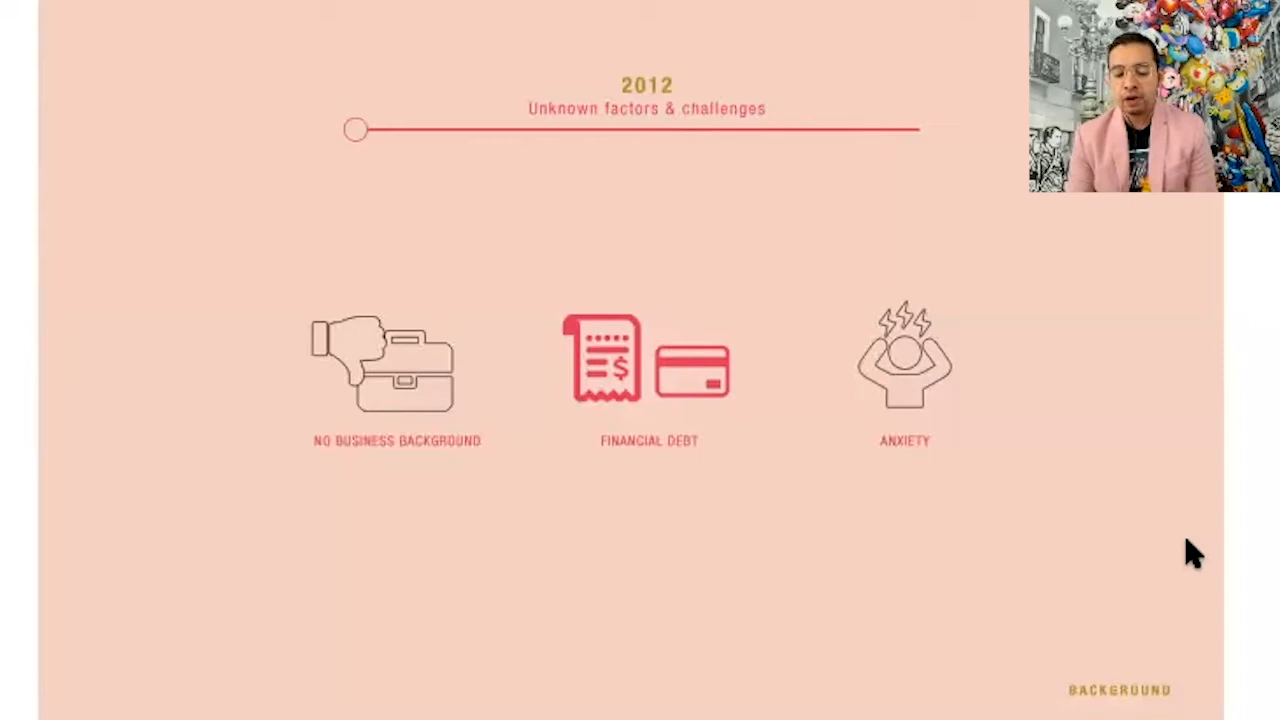 2012
Unknown factors & challenges
$
NO BUSINESS BACKGROUND
FINANCIAL DEBT
ANXIETY
BACKGROUND